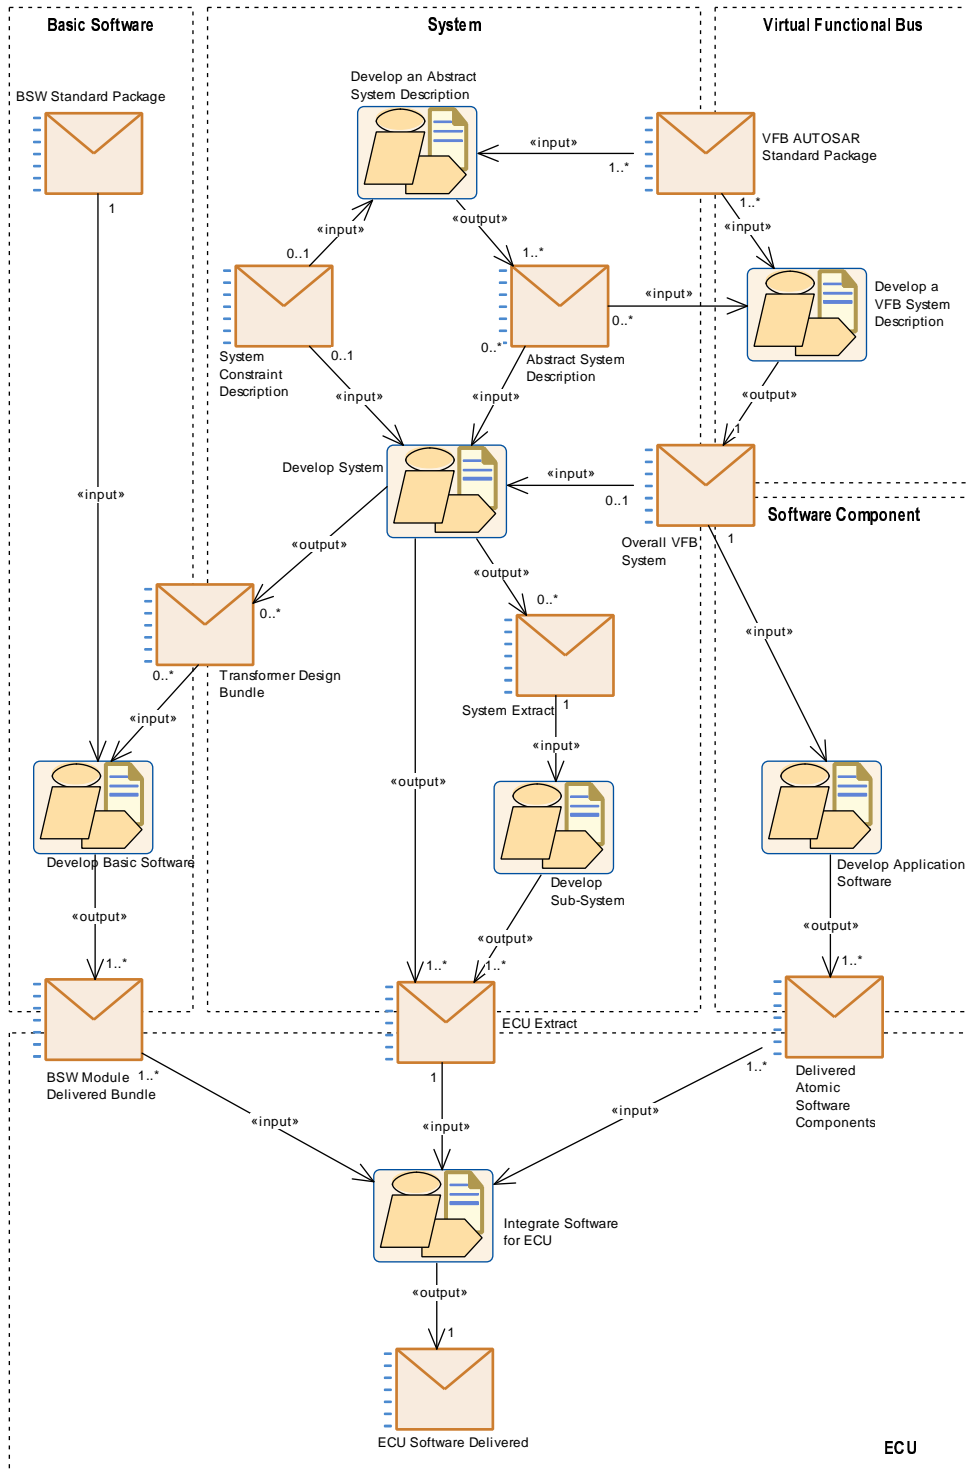 Basic Software
System
Virtual Functional Bus
Develop an Abstract
System Description
BSW Standard Package
VFB AUTOSAR
Standard Package
«input»
1..*
1
1..*
«output»
«input»
«input»
0..1
1..*
Develop a
VFB System
Description
«input»
0..*
0..1
0..*
System
Constraint
Description
Abstract System
Description
«input»
«input»
«output»
1
Develop System
«input»
«input»
0..1
Software Component
1
Overall VFB
System
«output»
«output»
0..*
0..*
«input»
0..*
Transformer Design
Bundle
System Extract
1
«input»
«input»
«output»
Develop Basic Software
Develop
Sub-System
Develop Application
Software
«output»
«output»
«output»
1..*
1..*
1..*
1..*
ECU Extract
BSW Module
Delivered Bundle
1..*
1
1..*
Delivered
Atomic
Software
Components
«input»
«input»
«input»
Integrate Software
for ECU
«output»
1
ECU Software Delivered
ECU